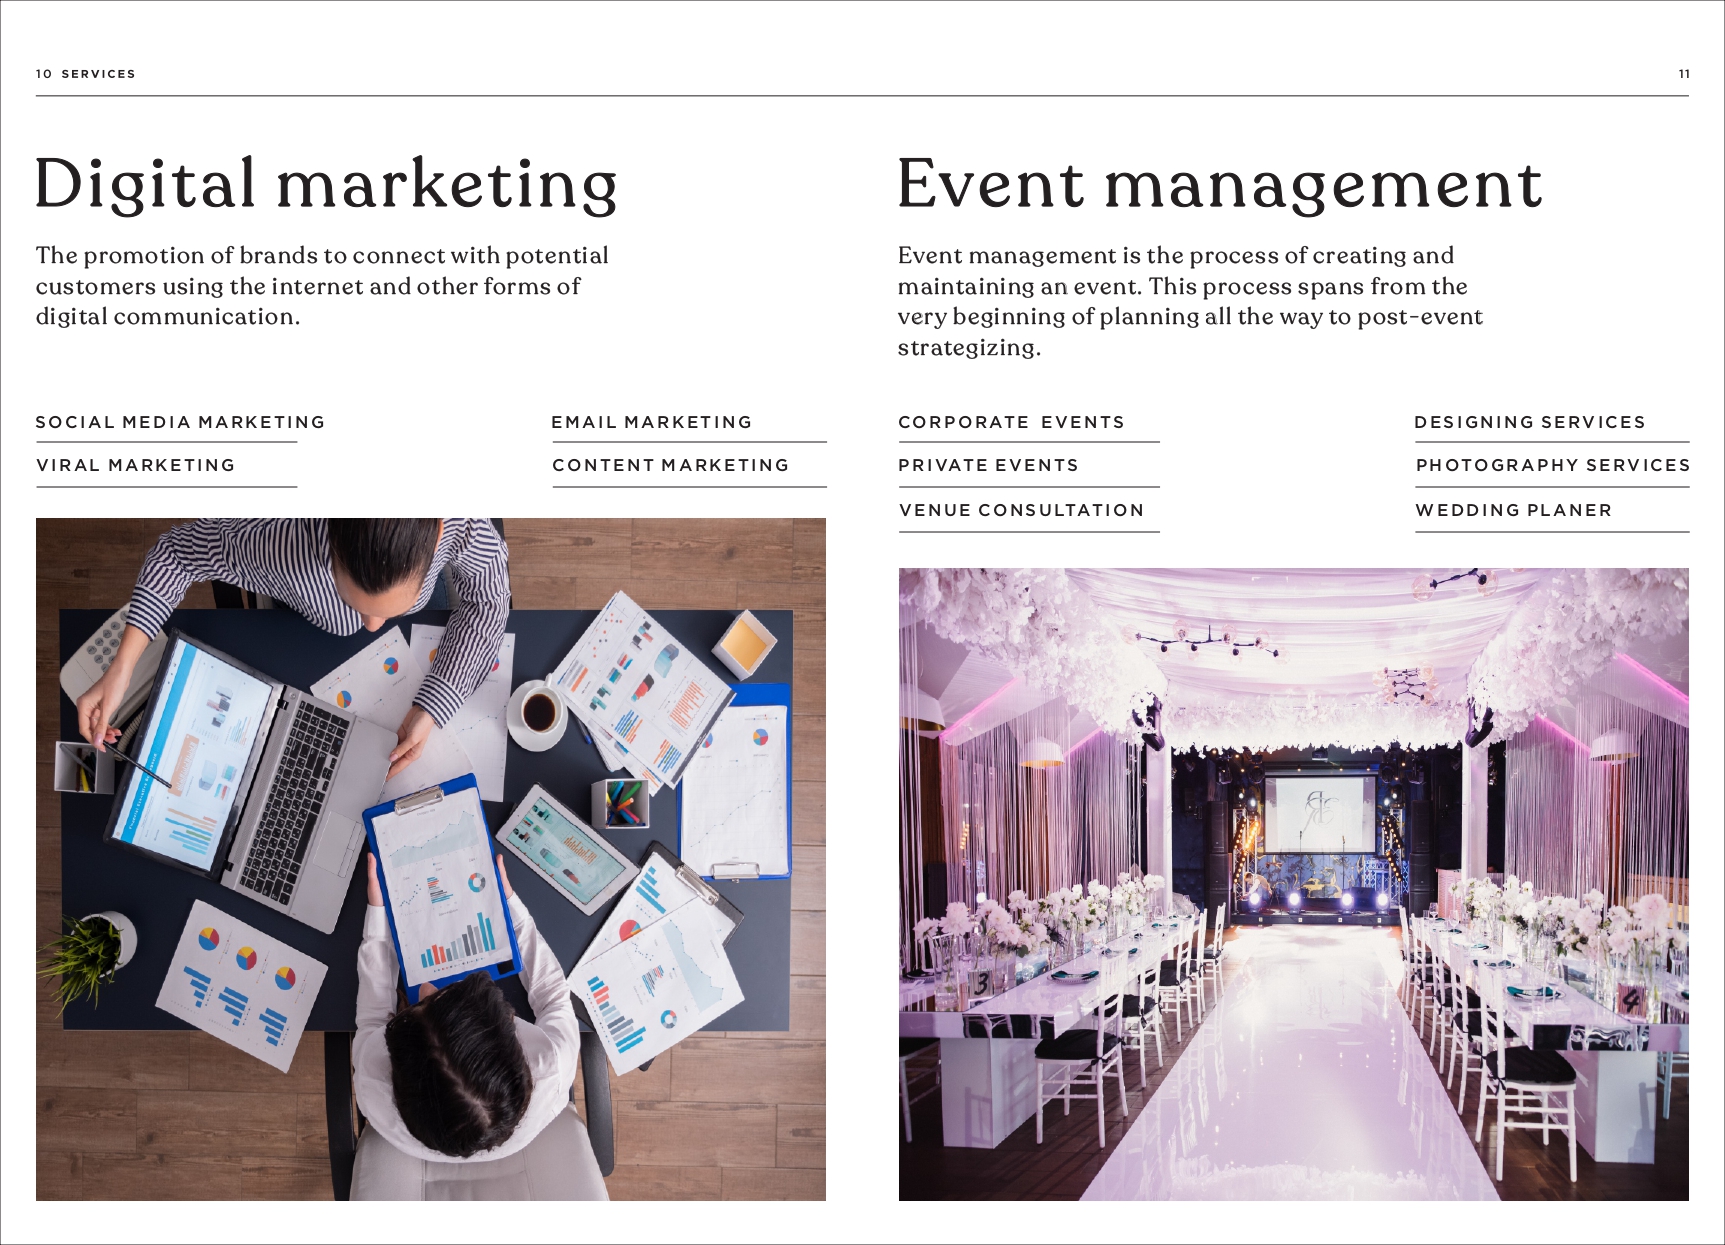 10 SERVICES
11
Digital marketing
The promotion of brands to connect with potential
customers using the internet and other forms of
digital communication.
SOCIAL MEDIA MARKETING
EMAIL MARKETING
VIRAL MARKETING
CONTENT MARKETING
Event management
Event management is the process of creating and
maintaining an event. This process spans from the
very beginning of planning all the way to post-event
strategizing.
CORPORATE EVENTS
DESIGNING SERVICES
PRIVATE EVENTS
PHOTOGRAPHY SERVICES
VENUE CONSULTATION
WEDDING PLANER
3
4